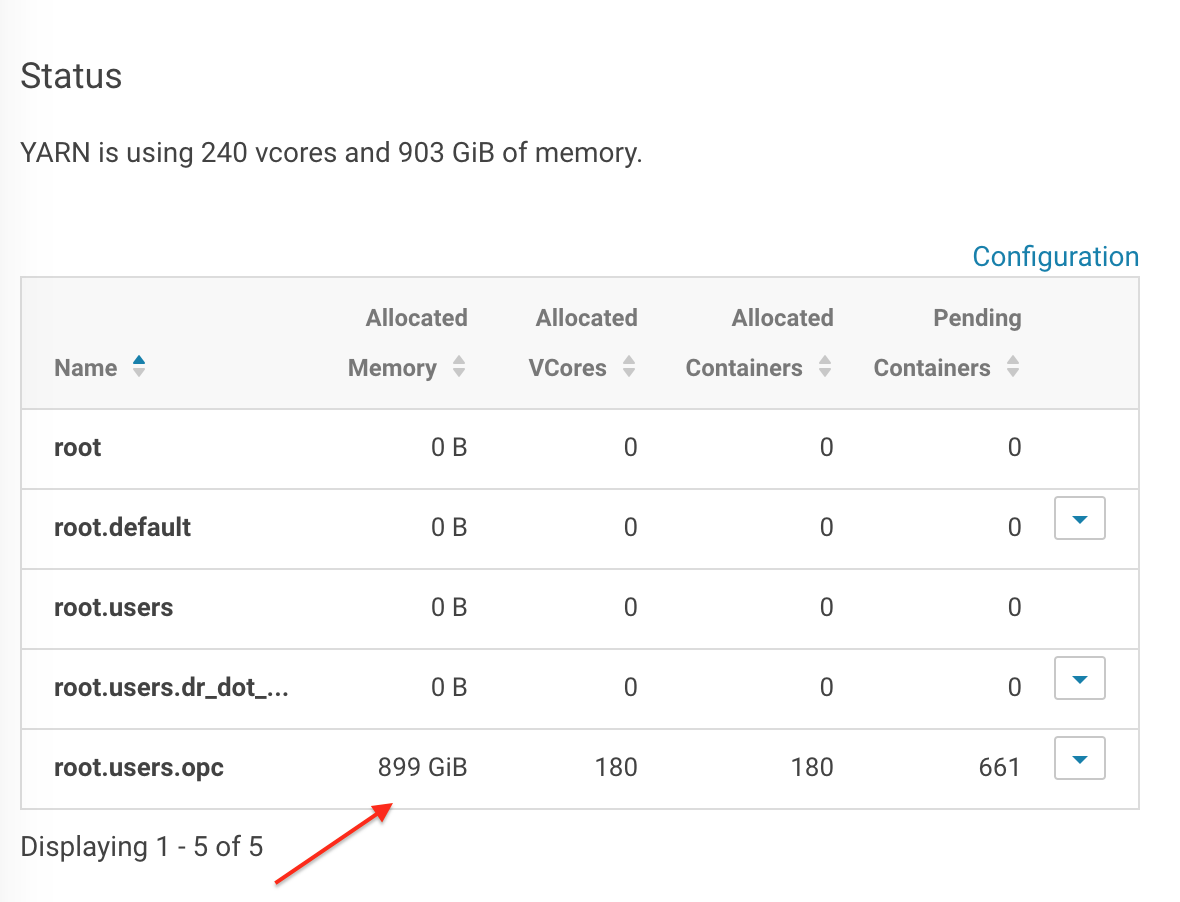 Status
YARN is using 240 vcores and 903 GiB of memory.
Configuration
Allocated Allocated Allocated Pending
Name Memory VCores Containers Containers
root 0 B 0 0 0
root.default 0 B 0 0 0
root.users 0 B 0 0 0
root.users.dr_dot_... 0 B 0 0 0
root.users.opc 899 GiB 180 180 661
Displaying 1 - 5 of 5